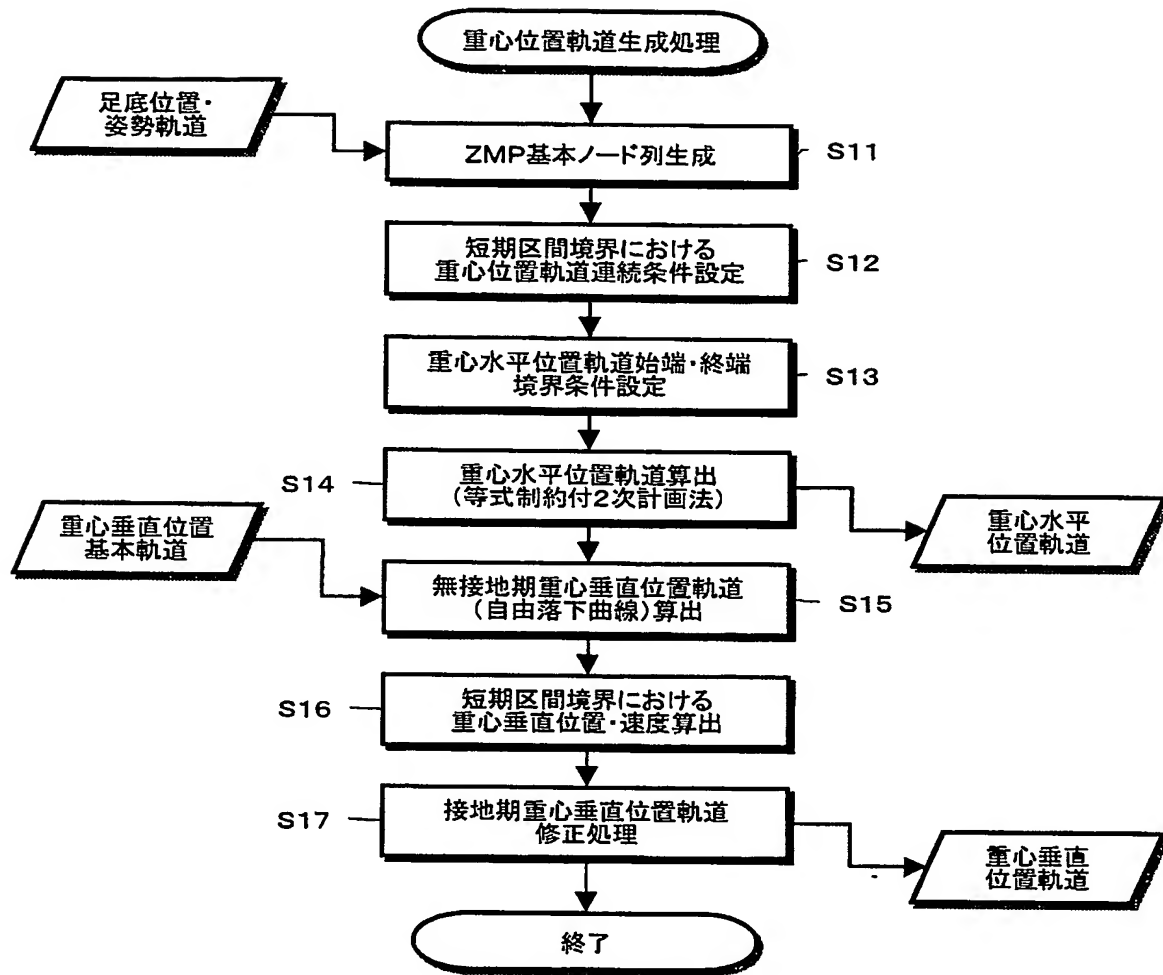 重心位置軌道生成処理
足底位置・
姿勢軌道
ZMP基本ノード列生成
S11
短期区間境界における
重心位置軌道連続条件設定
S12
重心水平位置軌道始端・終端
境界条件設定
S13
S14
重心水平位置軌道算出
(等式制約付2次計画法)
重心水平
位置軌道
重心垂直位置
基本軌道
無接地期重心垂直位置軌道
(自由落下曲線)算出
S15
S16
短期区間境界における
重心垂直位置・速度算出
S17
接地期重心垂直位置軌道
修正処理
重心垂直
位置軌道
終了